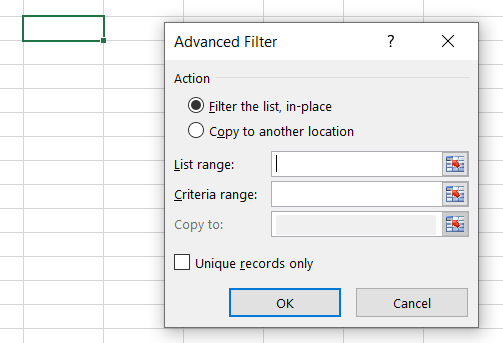 Advanced Filter ?
Action
Filter the list, in-place
Copy to another location
List range:
Criteria range:
Copy to:
Unique records only
OK Cancel